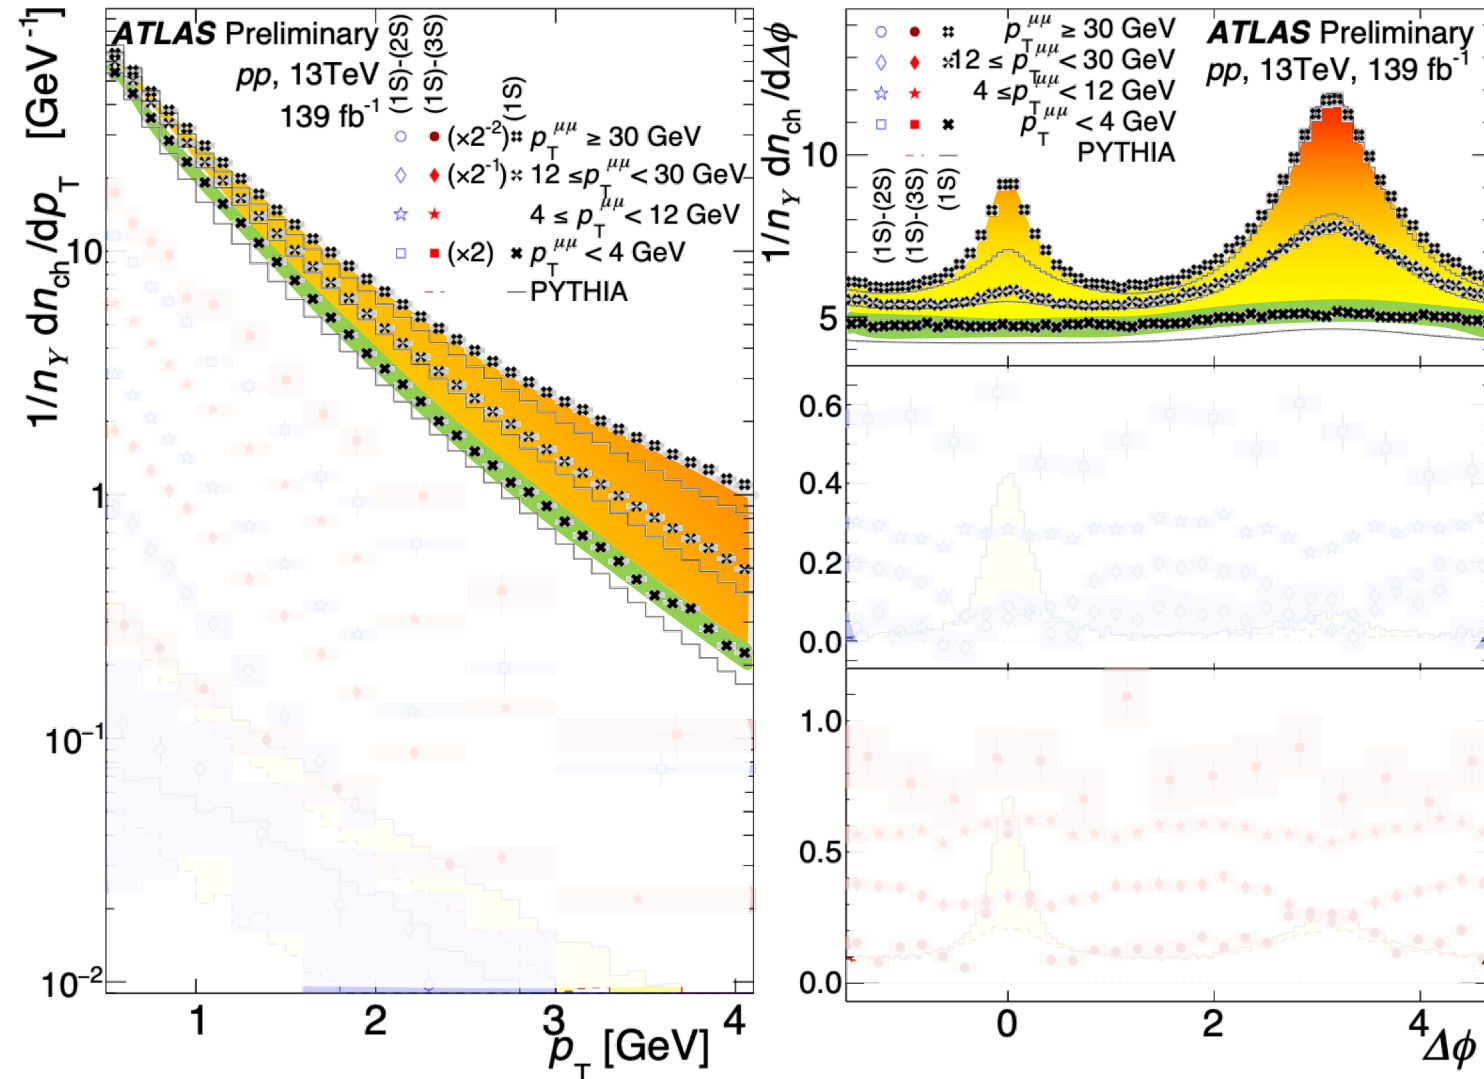 1/n_Y dn_ch/dp_T [GeV⁻¹]
ATLAS Preliminary
pp, 13TeV
139 fb⁻¹
(1S)-(2S)
(1S)-(3S)
(1S)
(×2⁻²) p_T^μμ ≥ 30 GeV
(×2⁻¹) 12 ≤p_T^μμ < 30 GeV
4 ≤ p_T^μμ < 12 GeV
(×2) p_T^μμ < 4 GeV
PYTHIA
10
1
10⁻¹
10⁻²
1 2 3 4
p_T [GeV]
1/n_Y dn_ch/dΔϕ
p_T^μμ ≥ 30 GeV
12 ≤ p_T^μμ < 30 GeV
4 ≤p_T^μμ < 12 GeV
p_T^μμ < 4 GeV
PYTHIA
ATLAS Preliminary
pp, 13TeV, 139 fb⁻¹
(1S)-(2S)
(1S)-(3S)
(1S)
10
5
0.6
0.4
0.2
0.0
1.0
0.5
0.0
0 2 4
Δϕ